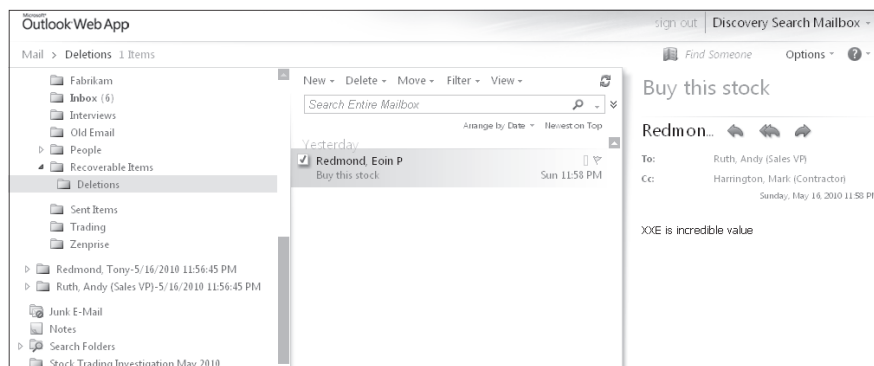 Microsoft®
Outlook Web App
sign out Discovery Search Mailbox
Mail > Deletions 1 Items
Find Someone Options
Fabrikam
Inbox (6)
Interviews
Old Email
People
Recoverable Items
Deletions
Sent Items
Trading
Zenprise
Redmond, Tony-5/16/2010 11:56:45 PM
Ruth, Andy (Sales VP)-5/16/2010 11:56:45 PM
Junk E-Mail
Notes
Search Folders
Stock Trading Investigation May 2010
New Delete Move Filter View
Search Entire Mailbox
Arrange by Date Newest on Top
Yesterday
Redmond, Eoin P
Buy this stock Sun 11:58 PM
Buy this stock
Redmon...
To: Ruth, Andy (Sales VP)
Cc: Harrington, Mark (Contractor)
Sunday, May 16, 2010 11:58 PM
XXE is incredible value